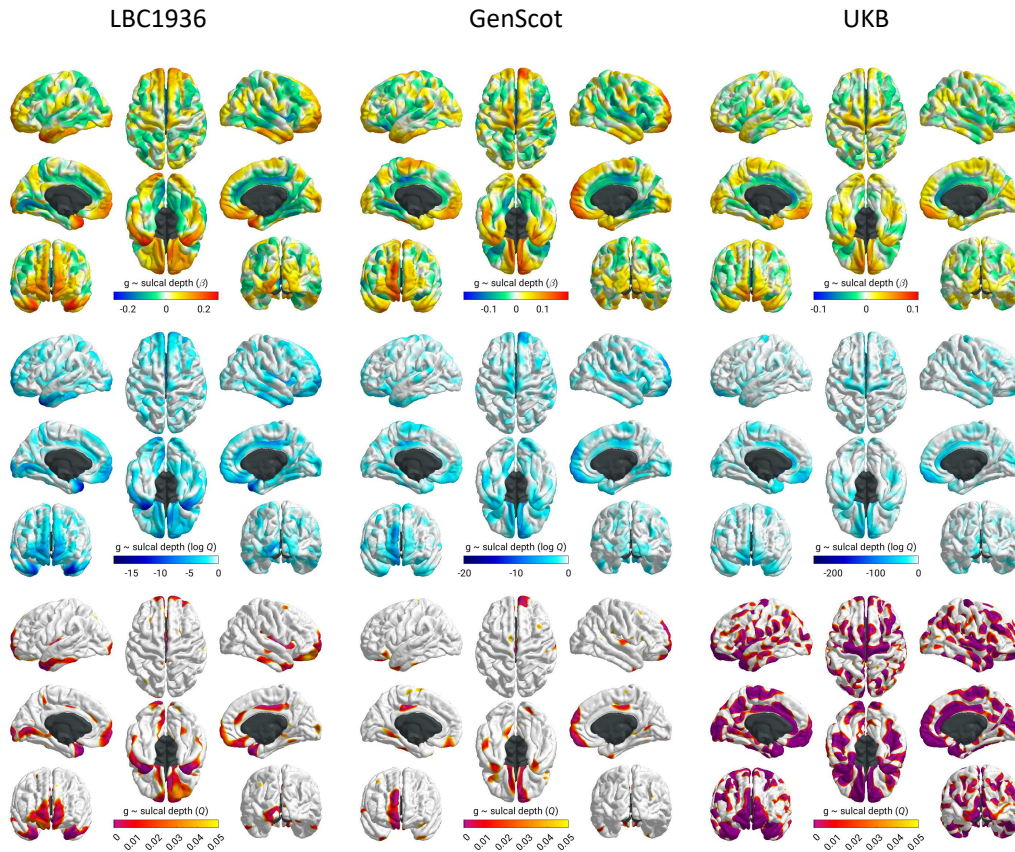 LBC1936 GenScot UKB
g ~ sulcal depth (β) g ~ sulcal depth (β) g ~ sulcal depth (β)
-0.2 0 0.2 -0.1 0 0.1 -0.1 0 0.1
g ~ sulcal depth (log Q) g ~ sulcal depth (log Q) g ~ sulcal depth (log Q)
-15 -10 -5 0 -20 -10 0 -200 -100 0
g ~ sulcal depth (Q) g ~ sulcal depth (Q) g ~ sulcal depth (Q)
0 0.01 0.02 0.03 0.04 0.05 0 0.01 0.02 0.03 0.04 0.05 0 0.01 0.02 0.03 0.04 0.05